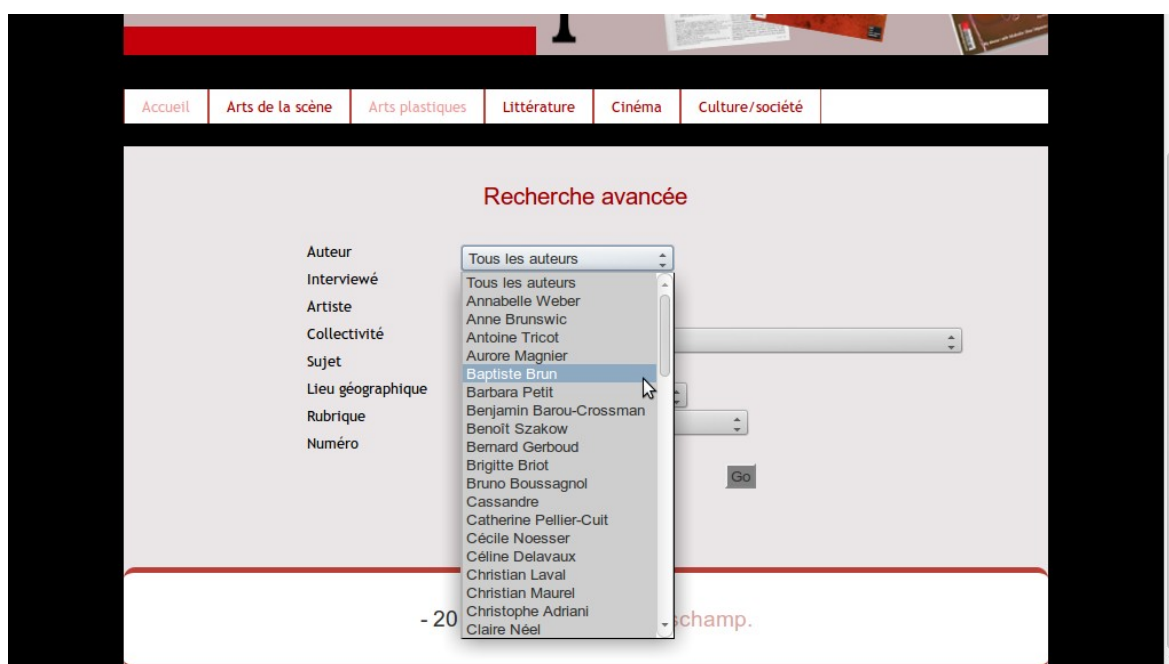 Accueil Arts de la scène Arts plastiques Littérature Cinéma Culture/société
Recherche avancée
Auteur Tous les auteurs
Interviewé
Artiste
Collectivité
Sujet
Lieu géographique
Rubrique
Numéro
Tous les auteurs
Annabelle Weber
Anne Brunswic
Antoine Tricot
Aurore Magnier
Baptiste Brun
Barbara Petit
Benjamin Barou-Crossman
Benoît Szakow
Bernard Gerboud
Brigitte Briot
Bruno Boussagnol
Cassandre
Catherine Pellier-Cuit
Cécile Noesser
Céline Delavaux
Christian Laval
Christian Maurel
Christophe Adriani
Claire Néel
Go
- 20 schamp.